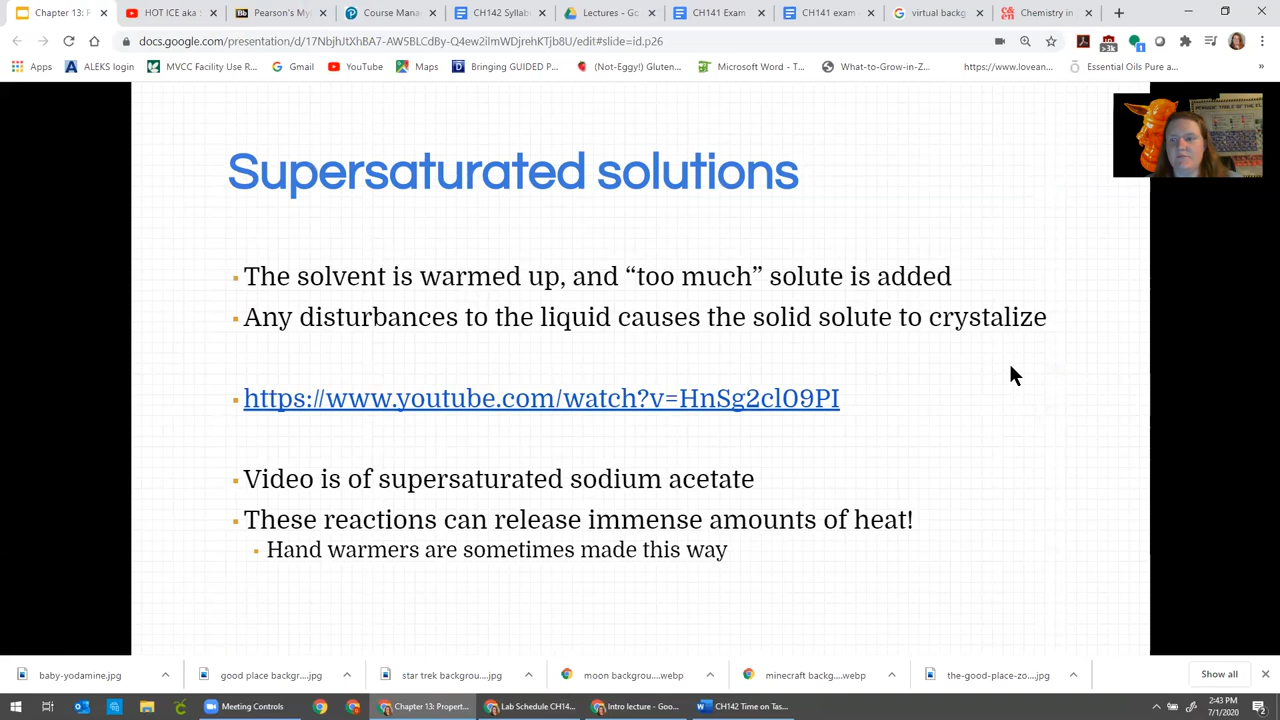 Chapter 13: P
HOT ICE aka
Pearson's My
Course Mana
CH142 Syllab
Lectures - Go
CH141 Exam
CH141 Exam
virtual backg
Chemistry in
docs.google.com/presentation/d/
/edit#slide=id.p26
Apps
ALEKS login
MVCC Facility Use R...
Gmail
YouTube
Maps
Bringing GUIDED P...
(Not-Eggy!) Gluten...
Microsoft Word - T...
What-to-Grow-in-Z...
https://www.lovean...
Essential Oils Pure a...
»
Supersaturated solutions
The solvent is warmed up, and “too much” solute is added
Any disturbances to the liquid causes the solid solute to crystalize
https://www.youtube.com/watch?v=HnSg2cl09PI
Video is of supersaturated sodium acetate
These reactions can release immense amounts of heat!
Hand warmers are sometimes made this way
baby-yodamine.jpg
good place backgr....jpg
star trek backgrou....jpg
moon backgrou....webp
minecraft backg....webp
the-good-place-zo....jpg
Show all
Meeting Controls
Chapter 13: Propert...
Lab Schedule CH14...
Intro lecture - Goo...
CH142 Time on Tas...
2:43 PM
7/1/2020